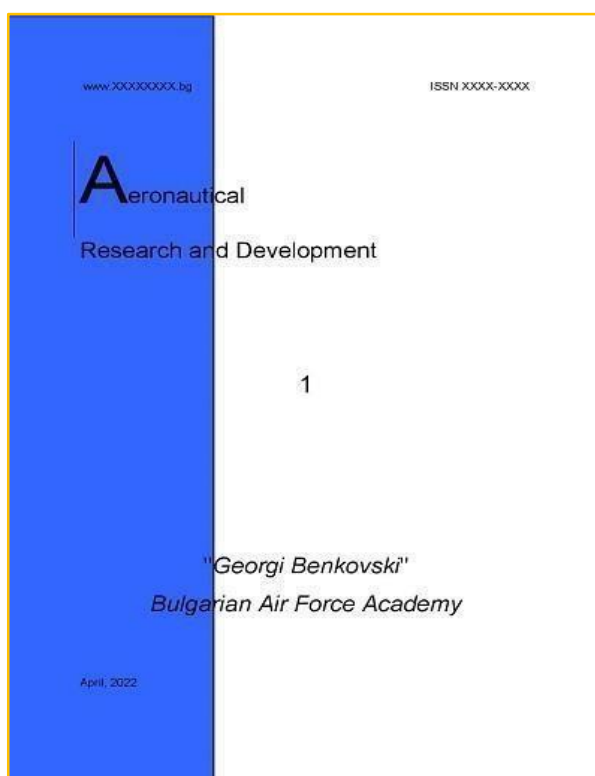 www.XXXXXXXX.bg
ISSN XXXX-XXXX
Aeronautical
Research and Development
1
"Georgi Benkovski"
Bulgarian Air Force Academy
April, 2022